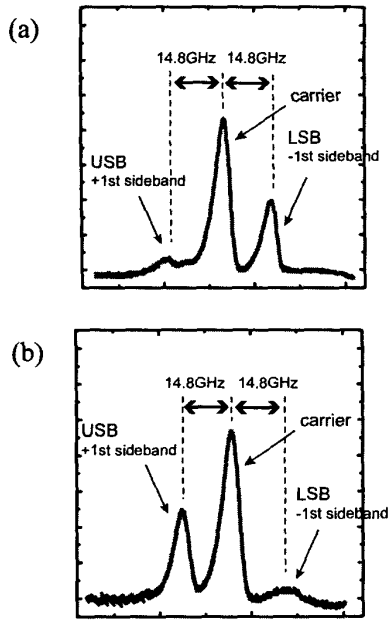 (a)
14.8GHz 14.8GHz
carrier
USB
+1st sideband
LSB
-1st sideband
(b)
14.8GHz 14.8GHz
USB
+1st sideband
carrier
LSB
-1st sideband